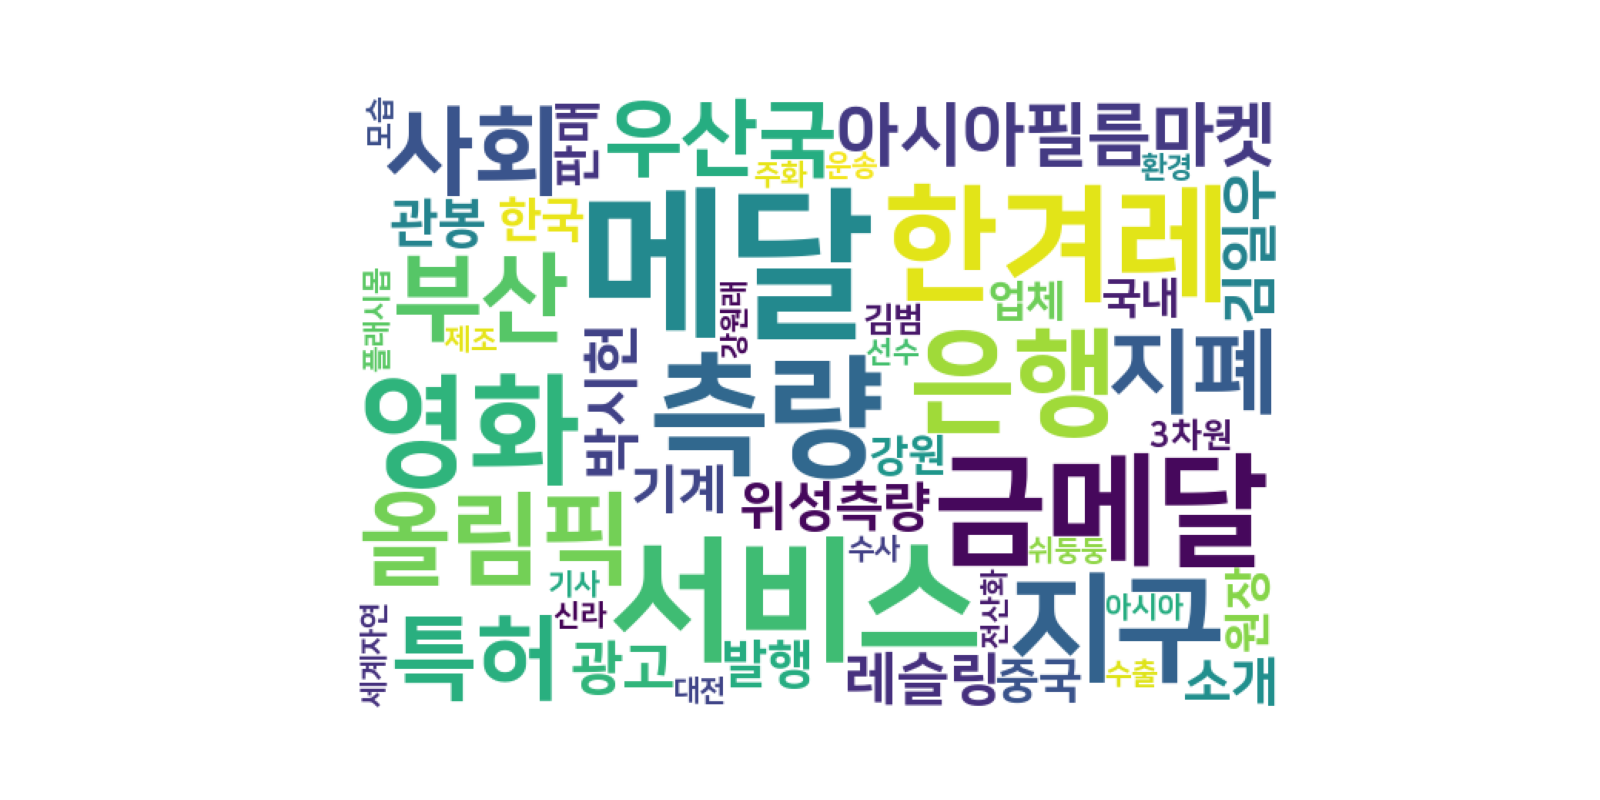 모습
사회
판매
우산국
아시아필름마켓
주화
운송
환경
관봉
한국
메달
한겨레
김일우
부산
플래시몹
제조
강원래
김범
업체
국내
선수
영화
박시헌
측량
은행
지폐
강원
3차원
기계
위성측량
금메달
올림픽
서비스
수사
쉬둥둥
기사
신라
전산화
지구
아시아
원장
세계자연
특허
광고
대전
발행
레슬링
중국
수출
소개